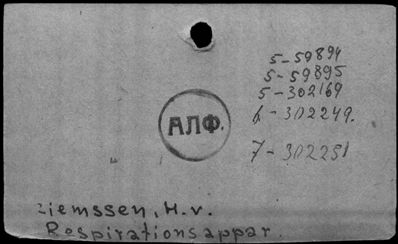 5-59894
5-59895
5-302169
6-302249.
7-302251
АЛФ.
Ziemssen, H. v.
Respirationsappar.